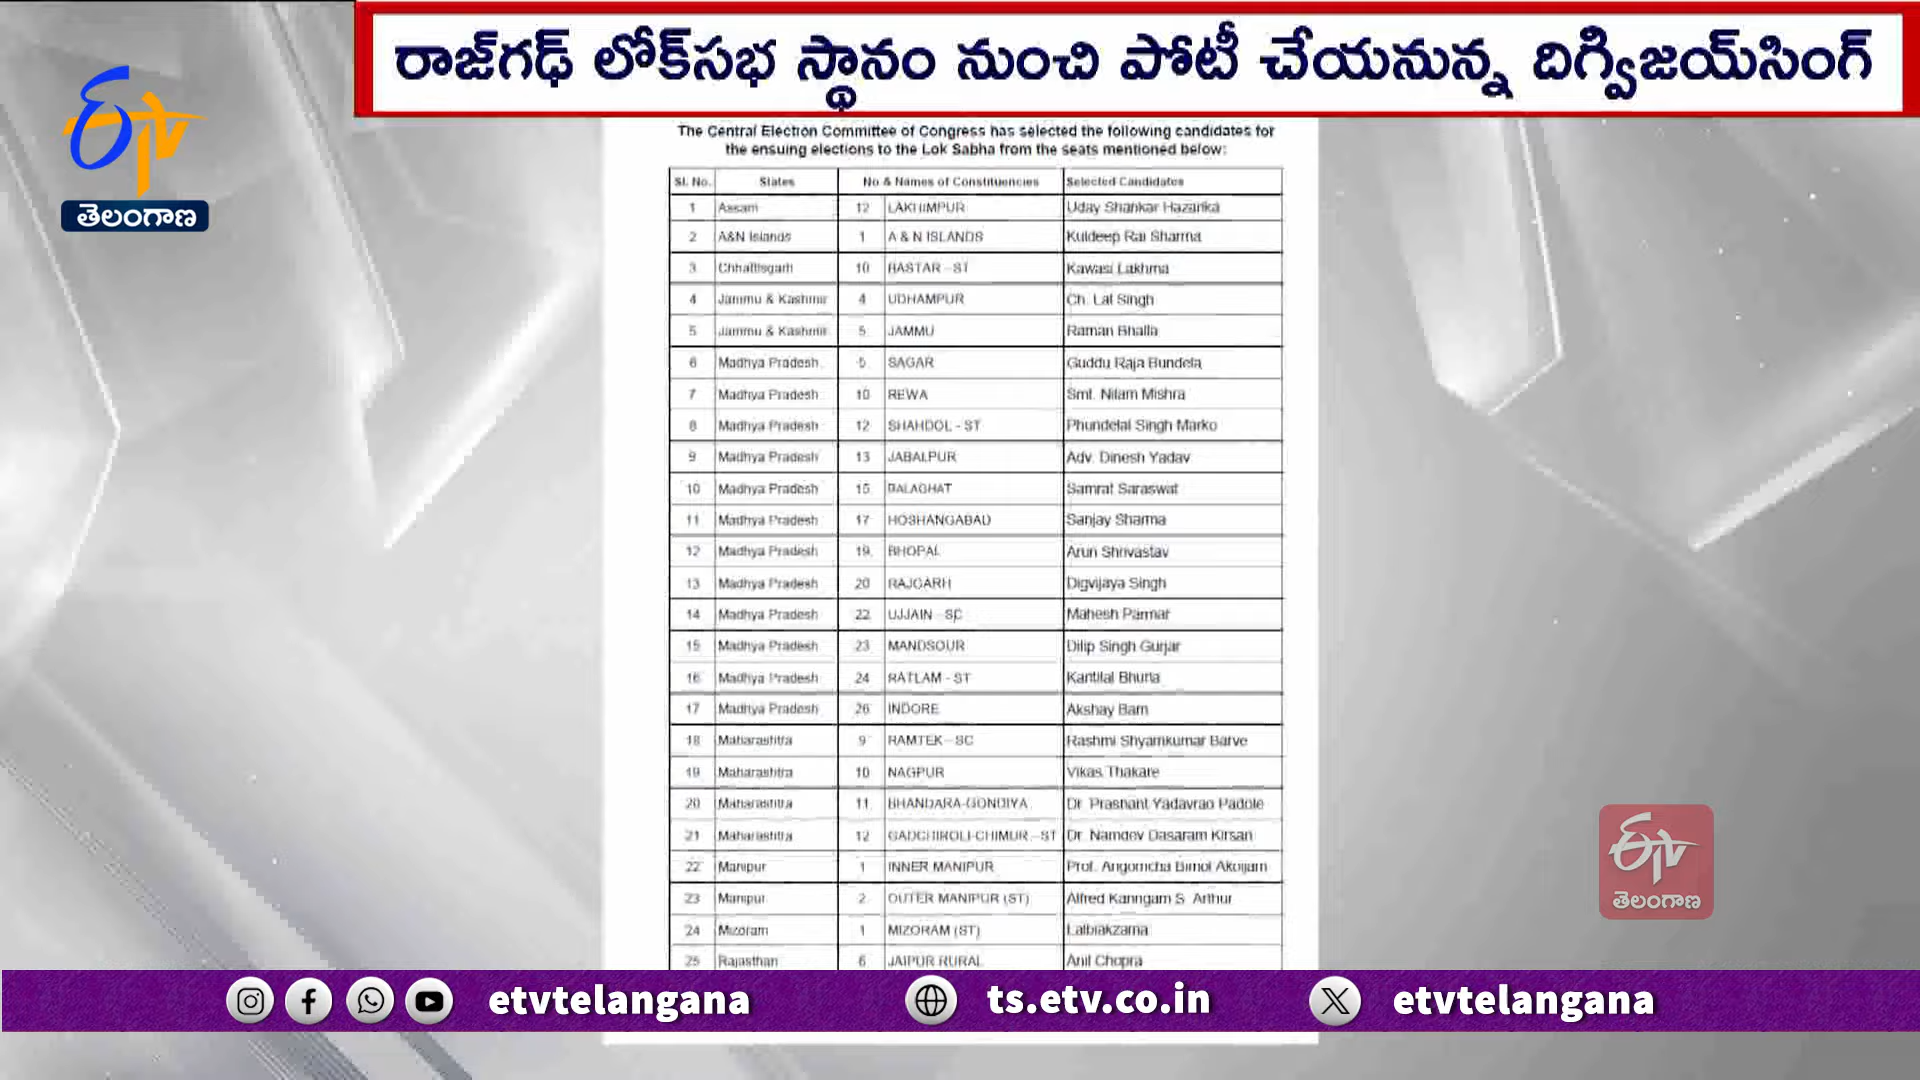 రాజ్‌గఢ్ లోక్‌సభ స్థానం నుంచి పోటీ చేయనున్న దిగ్విజయ్‌సింగ్
ETV
తెలంగాణ
The Central Election Committee of Congress has selected the following candidates for
the ensuing elections to the Lok Sabha from the seats mentioned below:
Sl. No. States No & Names of Constituencies Selected Candidates
1 Assam 12 LAKHIMPUR Uday Shankar Hazarika
2 A&N Islands 1 A & N ISLANDS Kuldeep Rai Sharma
3 Chhattisgarh 10 BASTAR - ST Kawasi Lakhma
4 Jammu & Kashmir 4 UDHAMPUR Ch. Lal Singh
5 Jammu & Kashmir 5 JAMMU Raman Bhalla
6 Madhya Pradesh 5 SAGAR Guddu Raja Bundela
7 Madhya Pradesh 10 REWA Smt. Nilam Mishra
8 Madhya Pradesh 12 SHAHDOL - ST Phundelal Singh Marko
9 Madhya Pradesh 13 JABALPUR Adv. Dinesh Yadav
10 Madhya Pradesh 15 BALAGHAT Samrat Saraswat
11 Madhya Pradesh 17 HOSHANGABAD Sanjay Sharma
12 Madhya Pradesh 19 BHOPAL Arun Shrivastav
13 Madhya Pradesh 20 RAJGARH Digvijaya Singh
14 Madhya Pradesh 22 UJJAIN - SC Mahesh Parmar
15 Madhya Pradesh 23 MANDSOUR Dilip Singh Gurjar
16 Madhya Pradesh 24 RATLAM - ST Kantilal Bhuria
17 Madhya Pradesh 26 INDORE Akshay Bam
18 Maharashtra 9 RAMTEK - SC Rashmi Shyamkumar Barve
19 Maharashtra 10 NAGPUR Vikas Thakare
20 Maharashtra 11 BHANDARA-GONDIYA Dr. Prashant Yadavrao Padole
21 Maharashtra 12 GADCHIROLI-CHIMUR - ST Dr. Namdev Dasaram Kirsan
22 Manipur 1 INNER MANIPUR Prof. Angomcha Bimol Akoijam
23 Manipur 2 OUTER MANIPUR (ST) Alfred Kanngam S. Arthur
24 Mizoram 1 MIZORAM (ST) Lalbiakzama
25 Rajasthan 6 JAIPUR RURAL Anil Chopra
ETV
తెలంగాణ
etvtelangana ts.etv.co.in etvtelangana